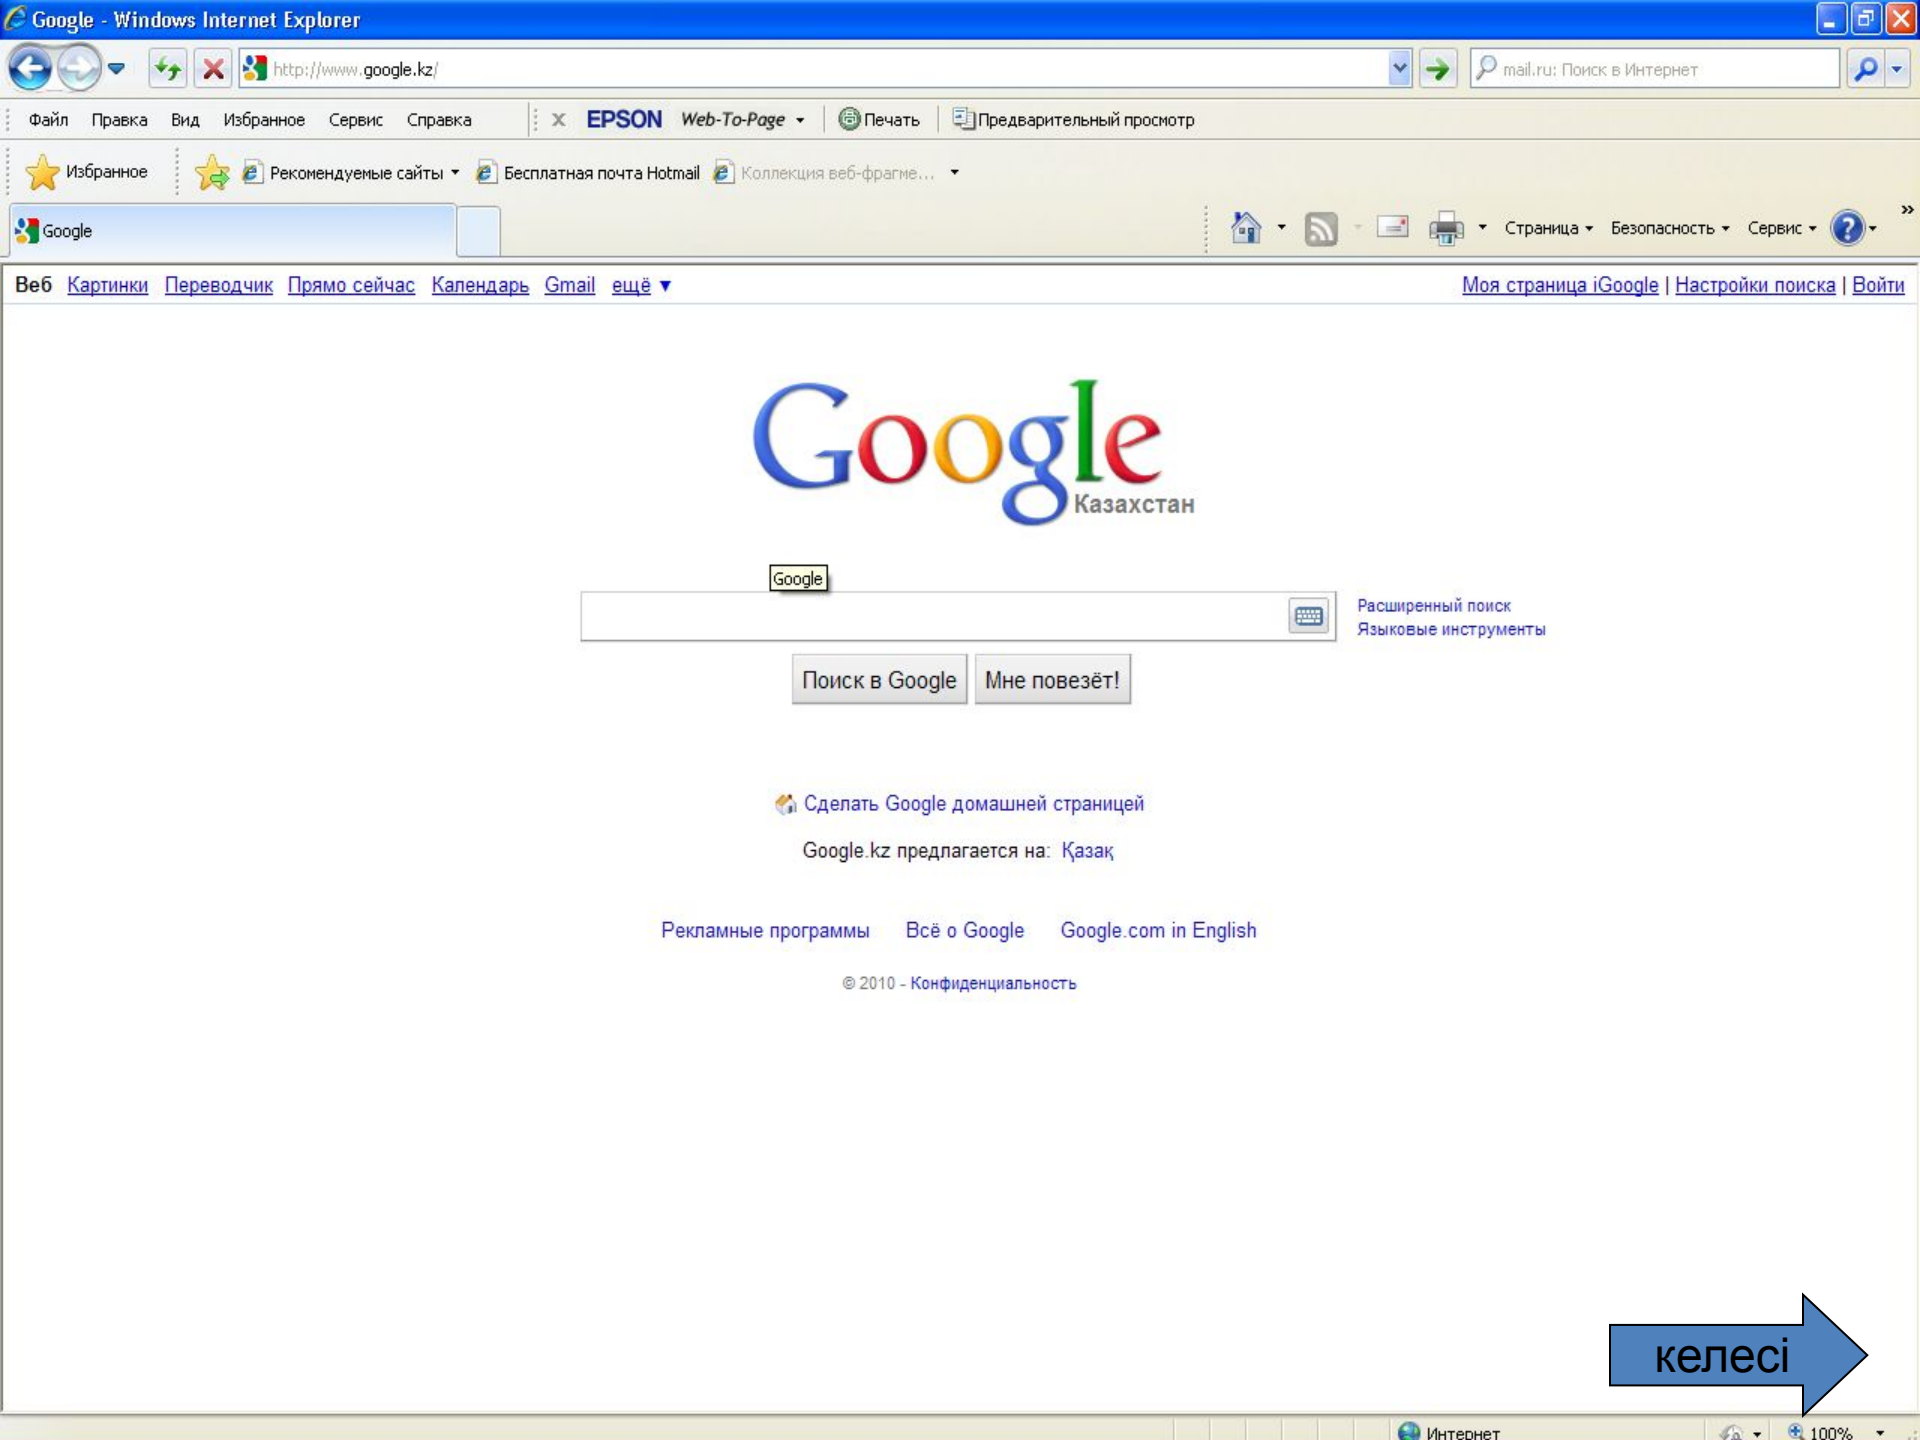 Google - Windows Internet Explorer
http://www.google.kz/
mail.ru: Поиск в Интернет
Файл Правка Вид Избранное Сервис Справка x EPSON Web-To-Page Печать Предварительный просмотр
Избранное Рекомендуемые сайты Бесплатная почта Hotmail Коллекция веб-фрагме...
Google Страница Безопасность Сервис »
Веб Картинки Переводчик Прямо сейчас Календарь Gmail ещё ▼ Моя страница iGoogle | Настройки поиска | Войти
Google
Казахстан
Google
Расширенный поиск
Языковые инструменты
Поиск в Google Мне повезёт!
Сделать Google домашней страницей
Google.kz предлагается на: Қазақ
Рекламные программы Всё о Google Google.com in English
© 2010 - Конфиденциальность
келесі
Интернет 100%